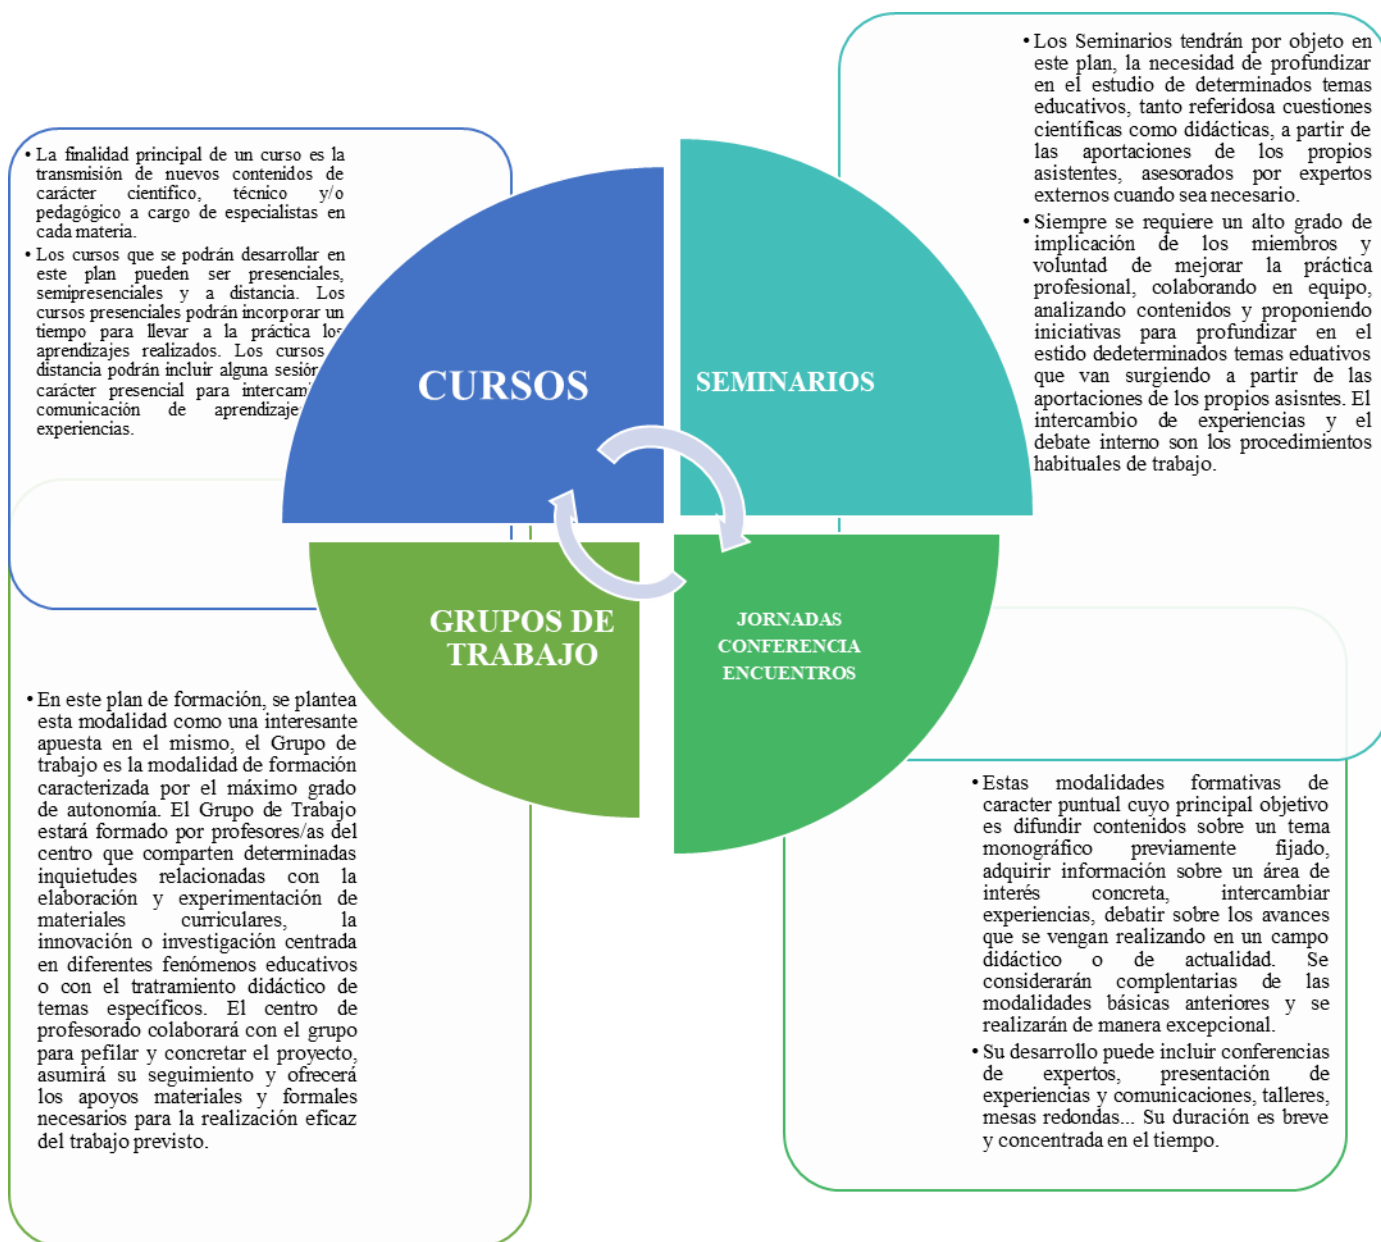 • La finalidad principal de un curso es la
transmisión de nuevos contenidos de
carácter científico, técnico y/o
pedagógico a cargo de especialistas en
cada materia.
• Los cursos que se podrán desarrollar en
este plan pueden ser presenciales,
semipresenciales y a distancia. Los
cursos presenciales podrán incorporar un
tiempo para llevar a la práctica los
aprendizajes realizados. Los cursos
distancia podrán incluir alguna sesión
carácter presencial para
comunicación de
experiencias.
CURSOS
• Los Seminarios tendrán por objeto en
este plan, la necesidad de profundizar
en el estudio de determinados temas
educativos, tanto referidosa cuestiones
científicas como didácticas, a partir de
las aportaciones de los propios
asistentes, asesorados por expertos
externos cuando sea necesario.
• Siempre se requiere un alto grado de
implicación de los miembros y
voluntad de mejorar la práctica
profesional, colaborando en equipo,
analizando contenidos y proponiendo
iniciativas para profundizar en el
estido dedeterminados temas eduativos
que van surgiendo a partir de las
aportaciones de los propios asisntes. El
intercambio de experiencias y el
debate interno son los procedimientos
habituales de trabajo.
SEMINARIOS
GRUPOS DE
TRABAJO
• En este plan de formación, se plantea
esta modalidad como una interesante
apuesta en el mismo, el Grupo de
trabajo es la modalidad de formación
caracterizada por el máximo grado
de autonomía. El Grupo de Trabajo
estará formado por profesores/as del
centro que comparten determinadas
inquietudes relacionadas con la
elaboración y experimentación de
materiales curriculares, la
innovación o investigación centrada
en diferentes fenómenos educativos
o con el tratramiento didáctico de
temas específicos. El centro de
profesorado colaborará con el grupo
para pefilar y concretar el proyecto,
asumirá su seguimiento y ofrecerá
los apoyos materiales y formales
necesarios para la realización eficaz
del trabajo previsto.
JORNADAS
CONFERENCIA
ENCUENTROS
• Estas modalidades formativas de
caracter puntual cuyo principal objetivo
es difundir contenidos sobre un tema
monográfico previamente fijado,
adquirir información sobre un área de
interés concreta, intercambiar
experiencias, debatir sobre los avances
que se vengan realizando en un campo
didáctico o de actualidad. Se
considerarán complentarias de las
modalidades básicas anteriores y se
realizarán de manera excepcional.
• Su desarrollo puede incluir conferencias
de expertos, presentación de
experiencias y comunicaciones, talleres,
mesas redondas... Su duración es breve
y concentrada en el tiempo.